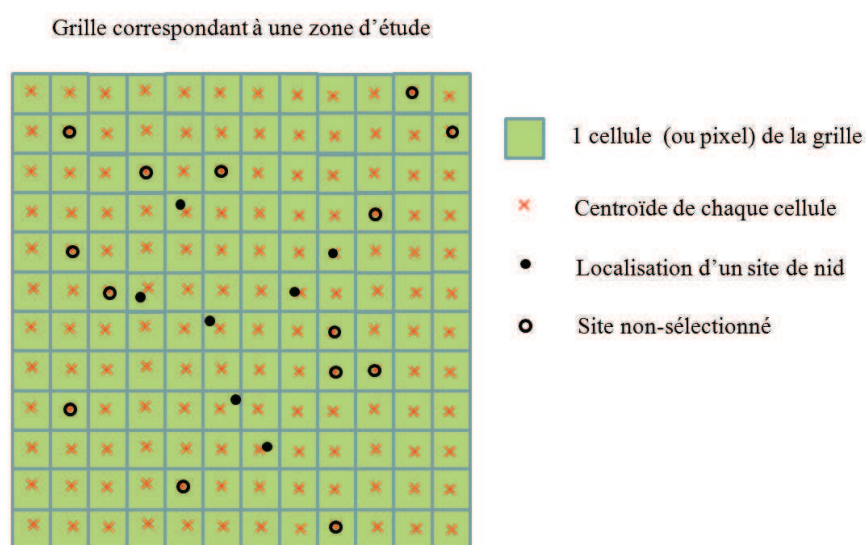 Grille correspondant à une zone d’étude
1 cellule (ou pixel) de la grille
Centroïde de chaque cellule
Localisation d’un site de nid
Site non-sélectionné